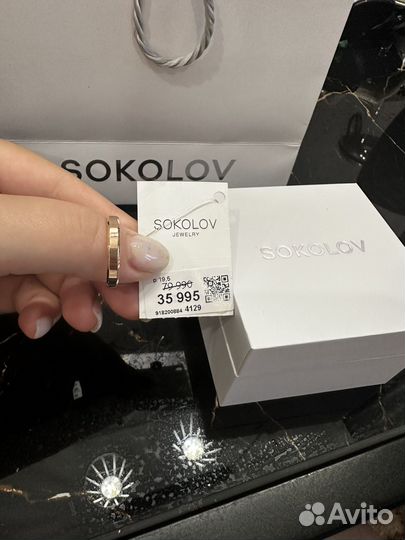 SOKOLOV
SOKOLOV
JEWELRY
р 19.5
79 990
35 995
918200884 4129
SOKOLOV
Avito